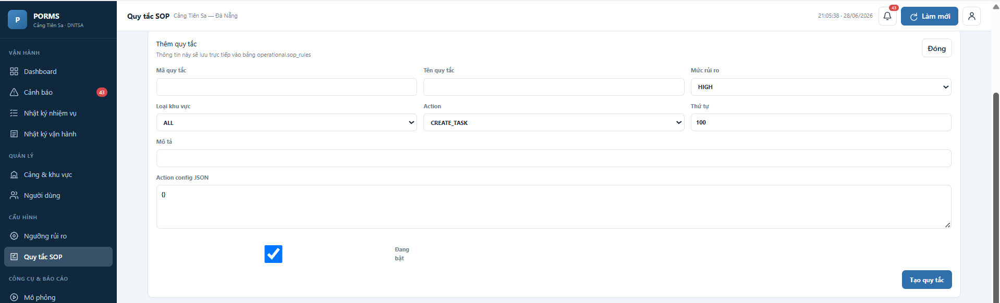 P
PORMS
Cảng Tiên Sa · DNTSA
VẬN HÀNH
Dashboard
Cảnh báo
43
Nhật ký nhiệm vụ
Nhật ký vận hành
QUẢN LÝ
Cảng & khu vực
Người dùng
CẤU HÌNH
Ngưỡng rủi ro
Quy tắc SOP
CÔNG CỤ & BÁO CÁO
Mô phỏng
Quy tắc SOP Cảng Tiên Sa — Đà Nẵng
21:05:38 · 28/06/2026
43
Làm mới
Thêm quy tắc
Thông tin này sẽ lưu trực tiếp vào bảng operational.sop_rules
Đóng
Mã quy tắc
Tên quy tắc
Mức rủi ro
HIGH
Loại khu vực
Action
Thứ tự
ALL
CREATE_TASK
100
Mô tả
Action config JSON
{}
Đang
bật
Tạo quy tắc